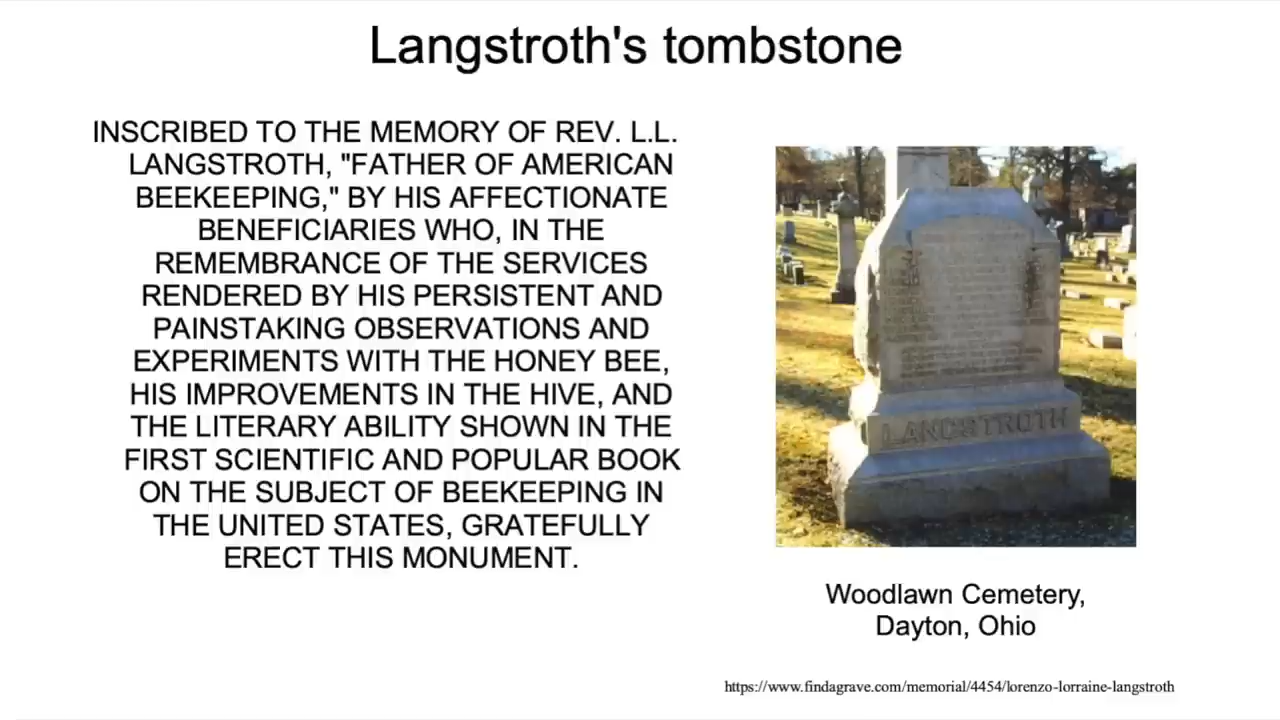 Langstroth's tombstone
INSCRIBED TO THE MEMORY OF REV. L.L.
LANGSTROTH, "FATHER OF AMERICAN
BEEKEEPING," BY HIS AFFECTIONATE
BENEFICIARIES WHO, IN THE
REMEMBRANCE OF THE SERVICES
RENDERED BY HIS PERSISTENT AND
PAINSTAKING OBSERVATIONS AND
EXPERIMENTS WITH THE HONEY BEE,
HIS IMPROVEMENTS IN THE HIVE, AND
THE LITERARY ABILITY SHOWN IN THE
FIRST SCIENTIFIC AND POPULAR BOOK
ON THE SUBJECT OF BEEKEEPING IN
THE UNITED STATES, GRATEFULLY
ERECT THIS MONUMENT.
LANGSTROTH
Woodlawn Cemetery,
Dayton, Ohio
https://www.findagrave.com/memorial/4454/lorenzo-lorraine-langstroth